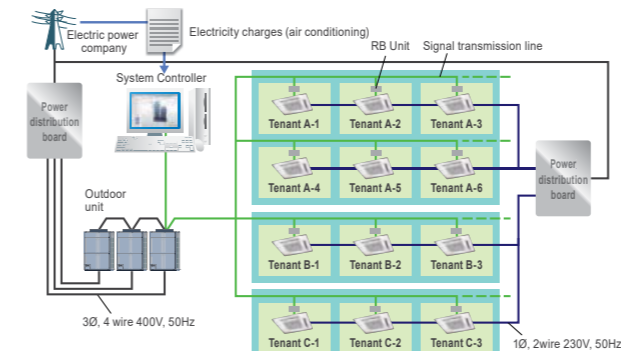 Electric power
company
Electricity charges (air conditioning)
RB Unit
Signal transmission line
System Controller
Power
distribution
board
Tenant A-1
Tenant A-2
Tenant A-3
Tenant A-4
Tenant A-5
Tenant A-6
Power
distribution
board
Outdoor
unit
Tenant B-1
Tenant B-2
Tenant B-3
3Ø, 4 wire 400V, 50Hz
Tenant C-1
Tenant C-2
Tenant C-3
1Ø, 2wire 230V, 50Hz